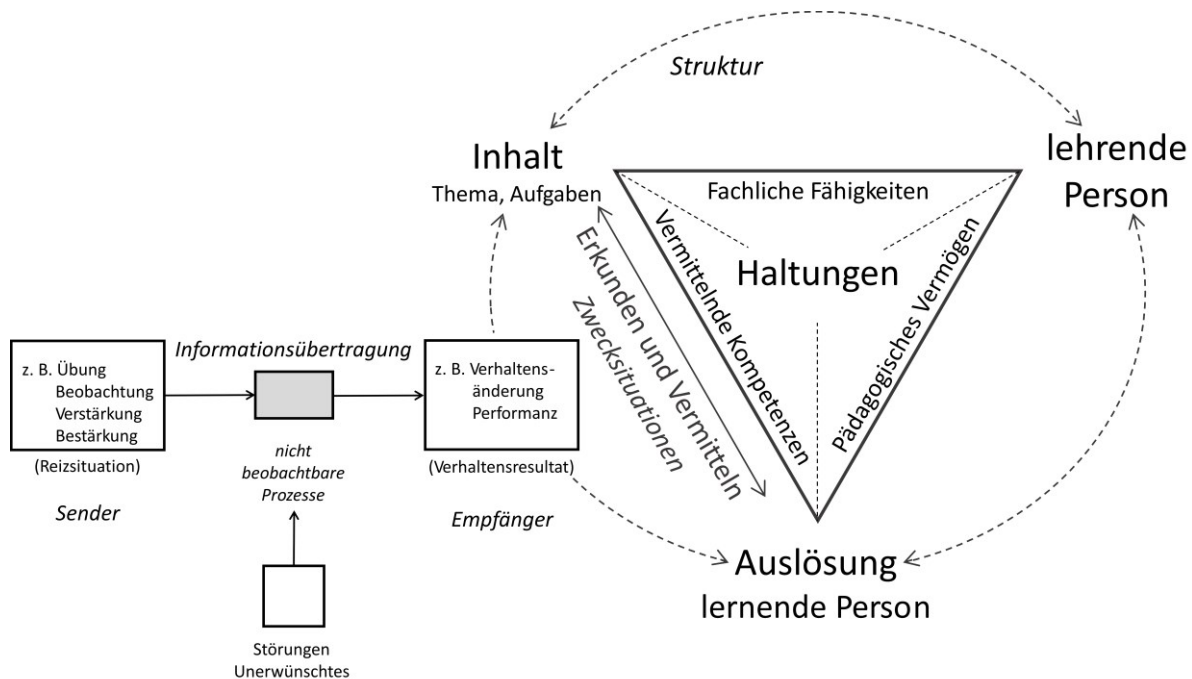 Struktur
Inhalt
Thema, Aufgaben
lehrende
Person
Fachliche Fähigkeiten
Haltungen
Vermittelnde Kompetenzen
Pädagogisches Vermögen
Erkunden und Vermitteln
Zwecksituationen
Informationsübertragung
z. B. Übung
Beobachtung
Verstärkung
Bestärkung
(Reizsituation)
Sender
nicht
beobachtbare
Prozesse
z. B. Verhaltens-
änderung
Performanz
(Verhaltensresultat)
Empfänger
Auslösung
lernende Person
Störungen
Unerwünschtes